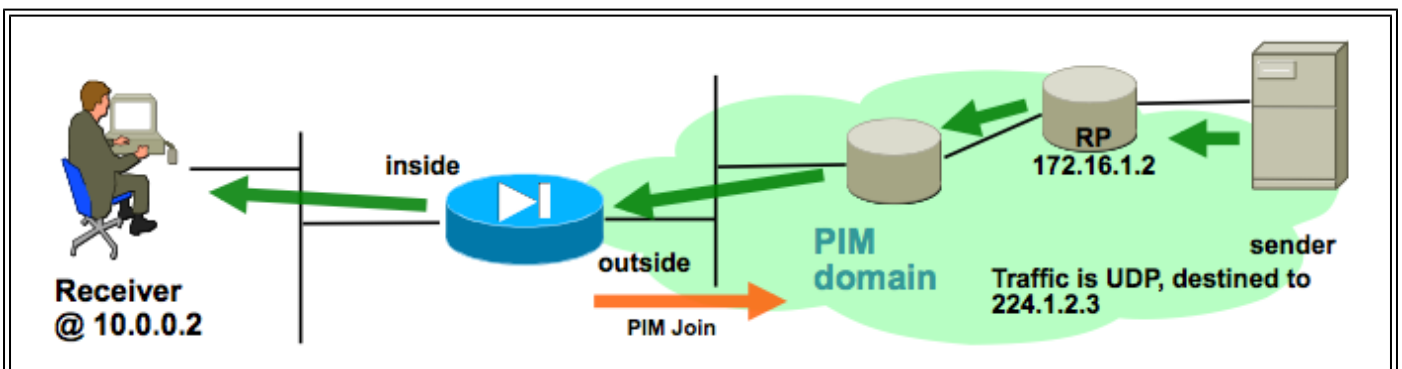 inside
RP
172.16.1.2
outside
PIM
domain
sender
Receiver
@ 10.0.0.2
PIM Join
Traffic is UDP, destined to
224.1.2.3